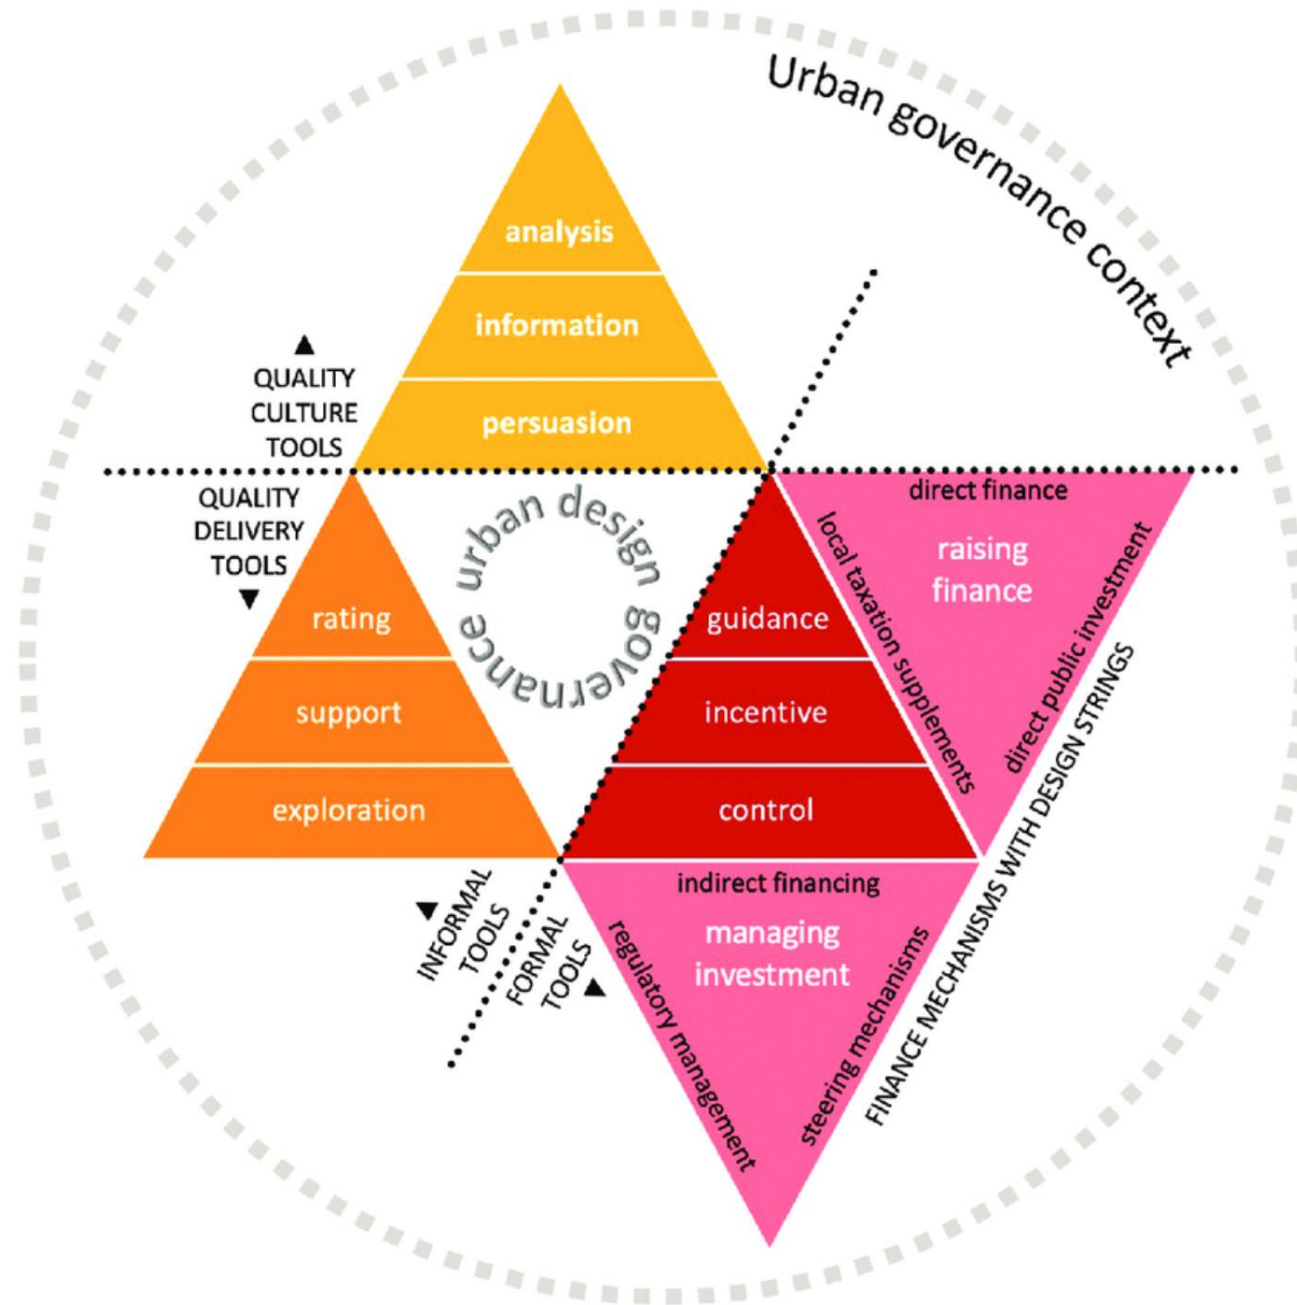 Urban governance context
analysis
information
persuasion
QUALITY
CULTURE
TOOLS
QUALITY
DELIVERY
TOOLS
urban design governance
rating
support
exploration
guidance
incentive
control
direct finance
raising
finance
local taxation supplements
direct public investment
INFORMAL
TOOLS
FORMAL
TOOLS
indirect financing
managing
investment
regulatory management
steering mechanisms
FINANCE MECHANISMS WITH DESIGN STRINGS